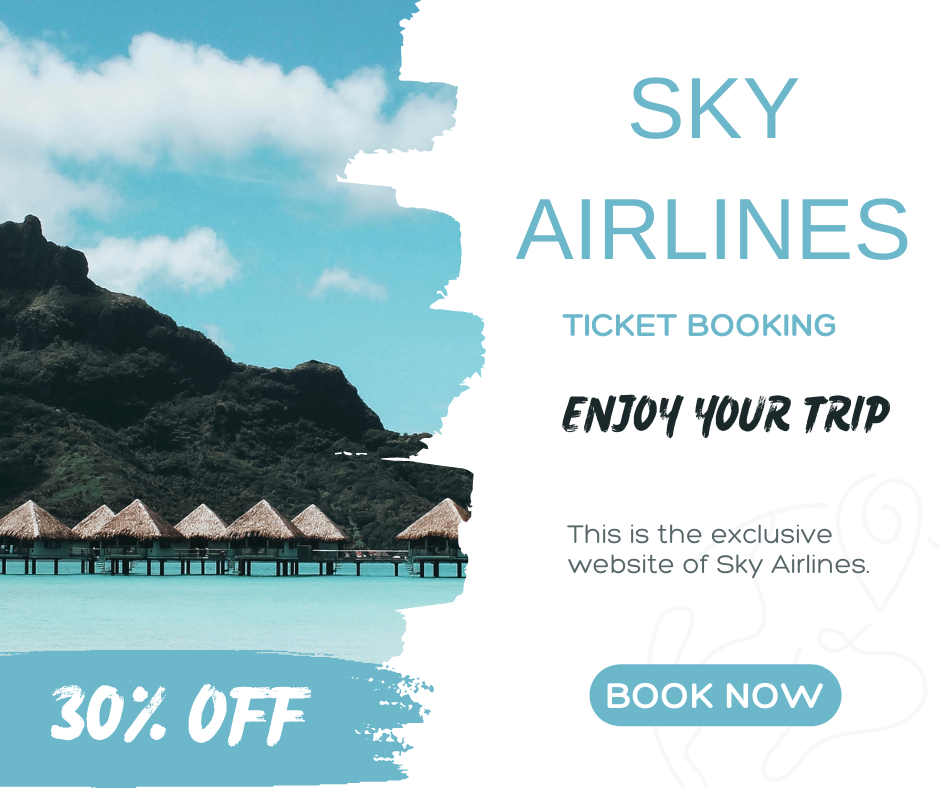 SKY
AIRLINES
TICKET BOOKING
ENJOY YOUR TRIP
This is the exclusive
website of Sky Airlines.
BOOK NOW
30% OFF